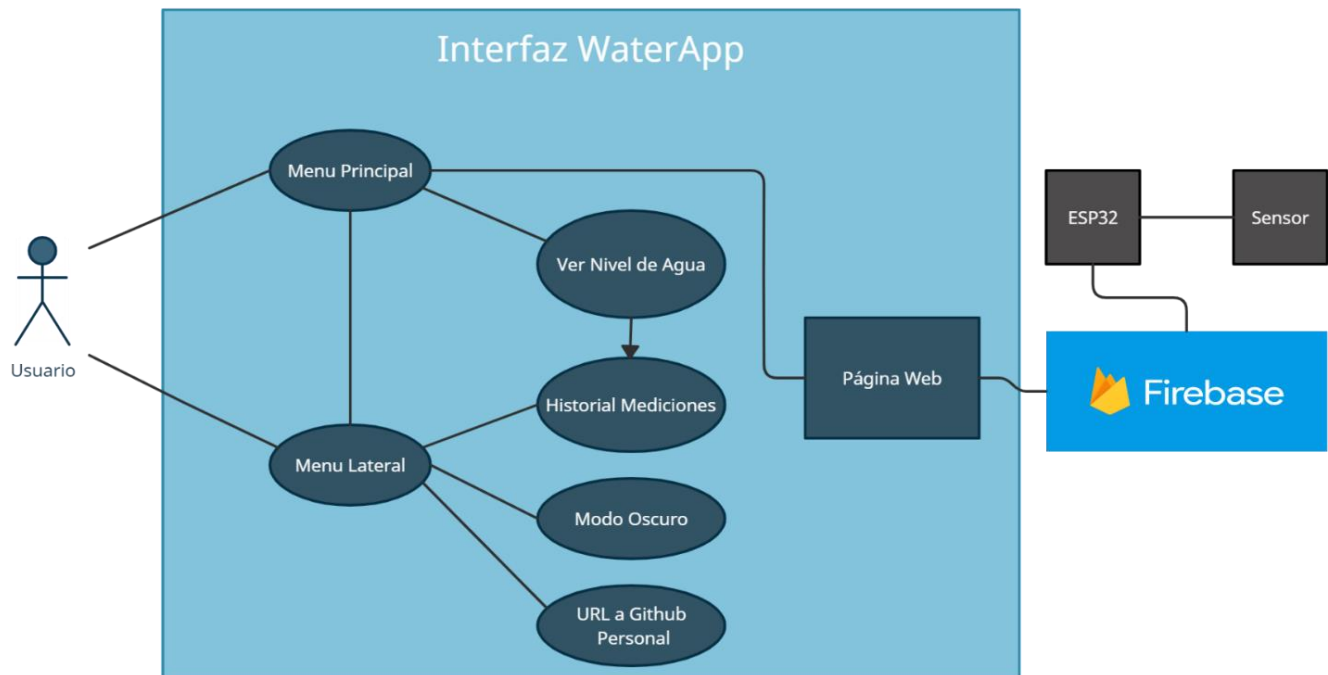 Interfaz WaterApp
Menu Principal
Ver Nivel de Agua
Historial Mediciones
Menu Lateral
Modo Oscuro
URL a Github
Personal
Usuario
Página Web
ESP32
Sensor
Firebase